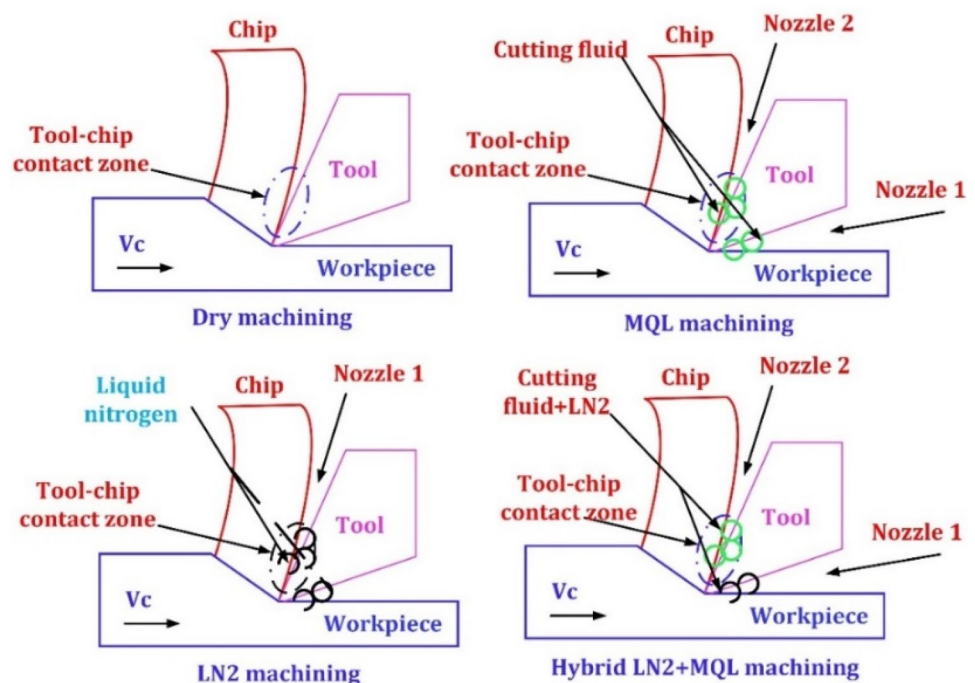 Chip
Tool-chip
contact zone
Tool
Vc
Workpiece
Dry machining
Chip
Nozzle 2
Cutting fluid
Tool-chip
contact zone
Tool
Nozzle 1
Vc
Workpiece
MQL machining
Liquid
nitrogen
Chip
Nozzle 1
Tool-chip
contact zone
Tool
Vc
Workpiece
LN2 machining
Cutting
fluid+LN2
Chip
Nozzle 2
Tool-chip
contact zone
Tool
Nozzle 1
Vc
Workpiece
Hybrid LN2+MQL machining